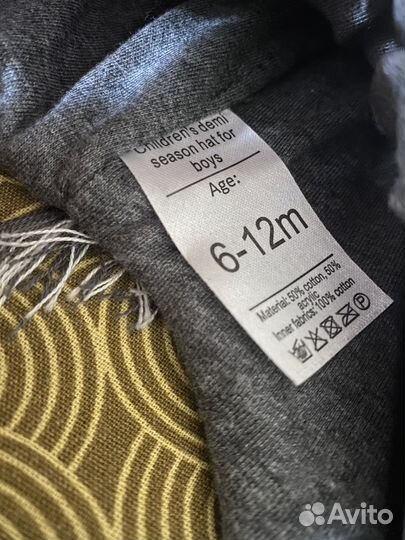 Children's demi
season hat for
boys
Age:
6-12m
Material: 50% cotton, 50%
acrylic
Inner fabrics: 100% cotton
Avito